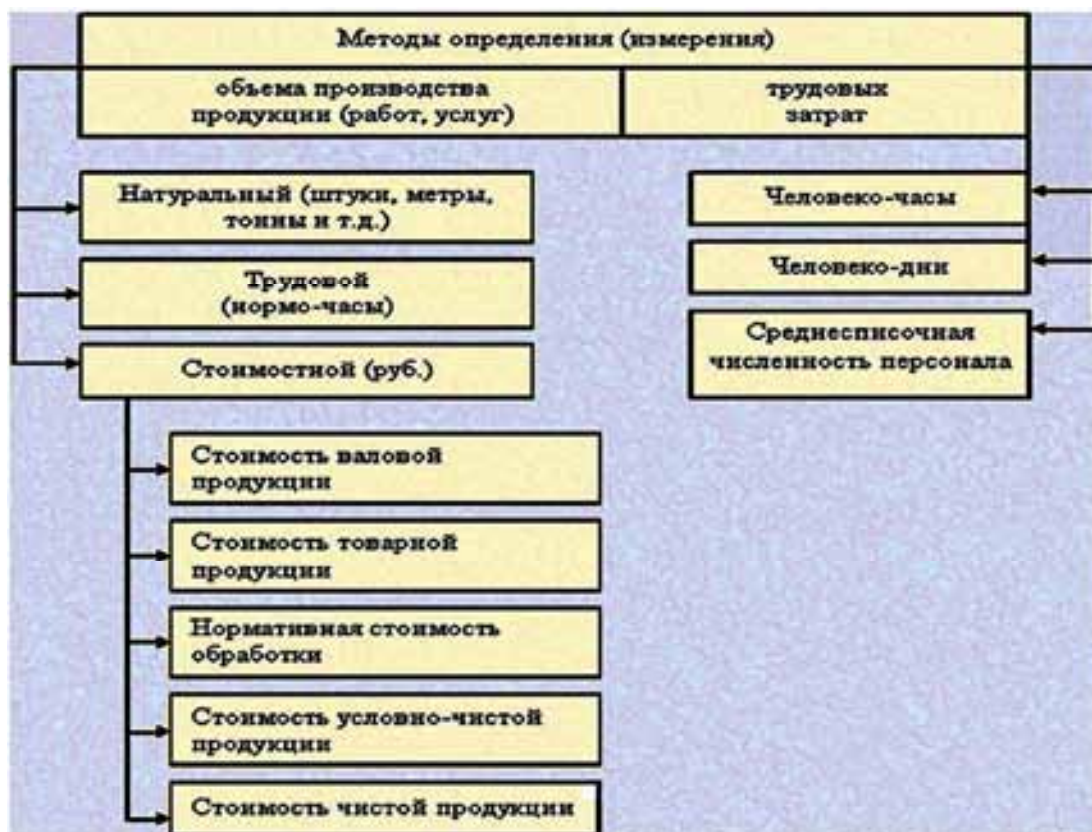 Методы определения (измерения)
объема производства
продукции (работ, услуг)
трудовых
затрат
Натуральный (штуки, метры,
тонны и т.д.)
Трудовой
(нормо-часы)
Стоимостной (руб.)
Стоимость валовой
продукции
Стоимость товарной
продукции
Нормативная стоимость
обработки
Стоимость условно-чистой
продукции
Стоимость чистой продукции
Человеко-часы
Человеко-дни
Среднесписочная
численность персонала